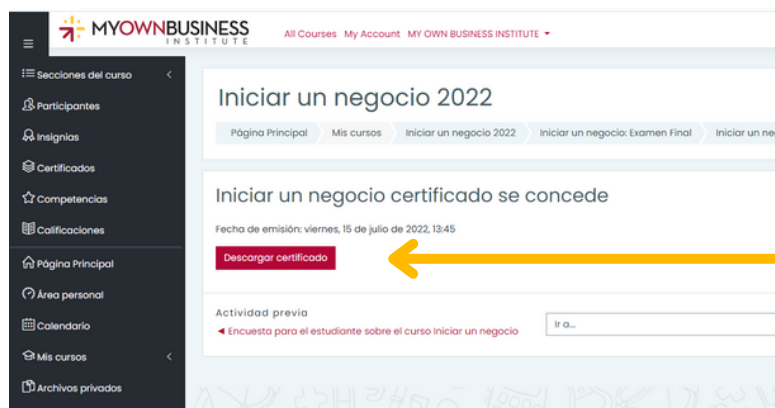 MYOWNBUSINESS
INSTITUTE
All Courses My Account MY OWN BUSINESS INSTITUTE
Secciones del curso
Participantes
Insignias
Certificados
Competencias
Calificaciones
Página Principal
Área personal
Calendario
Mis cursos
Archivos privados
Iniciar un negocio 2022
Página Principal Mis cursos Iniciar un negocio 2022 Iniciar un negocio: Examen Final Iniciar un ne
Iniciar un negocio certificado se concede
Fecha de emisión: viernes, 15 de julio de 2022, 13:45
Descargar certificado
Actividad previa
◄ Encuesta para el estudiante sobre el curso Iniciar un negocio
Ir a...